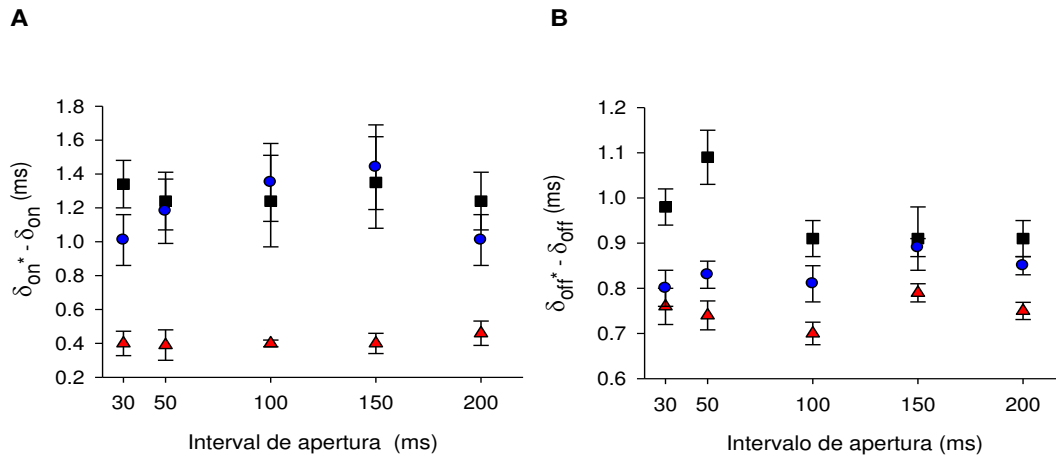 A
B
δon* - δon (ms)
1.8
1.6
1.4
1.2
1.0
0.8
0.6
0.4
0.2
30 50 100 150 200
Interval de apertura (ms)
δoff* - δoff (ms)
1.2
1.1
1.0
0.9
0.8
0.7
0.6
30 50 100 150 200
Intervalo de apertura (ms)